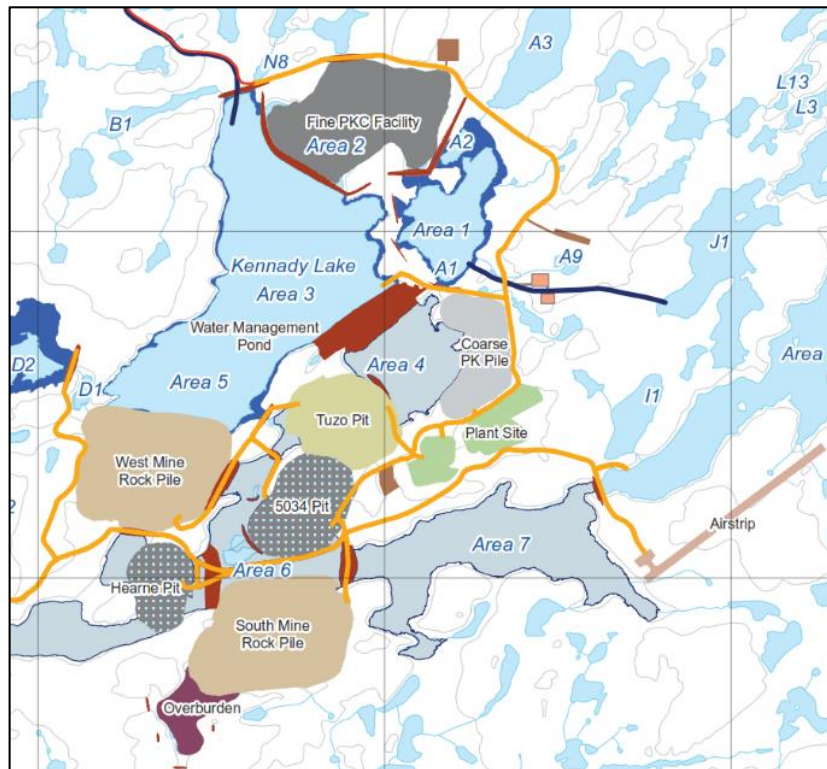 A3
N8
L13
L3
B1
Fine PKC Facility
Area 2
A2
Area 1
J1
A9
Kennady Lake
A1
Area 3
Water Management
Pond
Coarse
PK Pile
Area
Area 4
D2
D1
Area 5
I1
Tuzo Pit
Plant Site
West Mine
Rock Pile
5034 Pit
2
Airstrip
Area 7
Area 6
Hearne Pit
South Mine
Rock Pile
Overburden